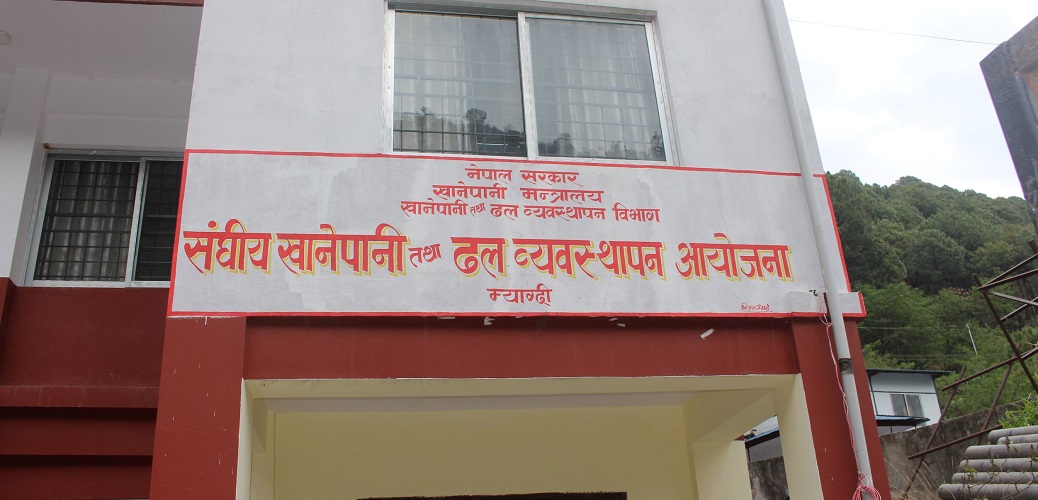 नेपाल सरकार
खानेपानी मन्त्रालय
खानेपानी तथा ढल व्यवस्थापन विभाग
संघीय खानेपानी तथा ढल व्यवस्थापन आयोजना
म्याग्दी